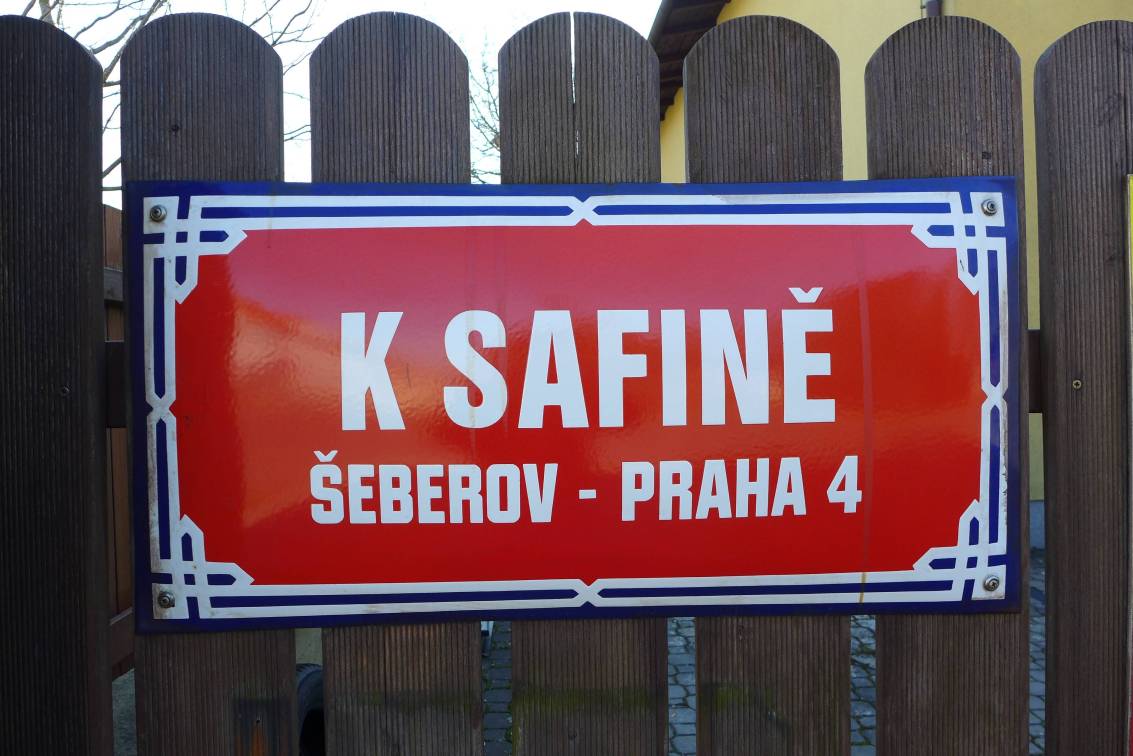 K SAFINĚ
ŠEBEROV - PRAHA 4